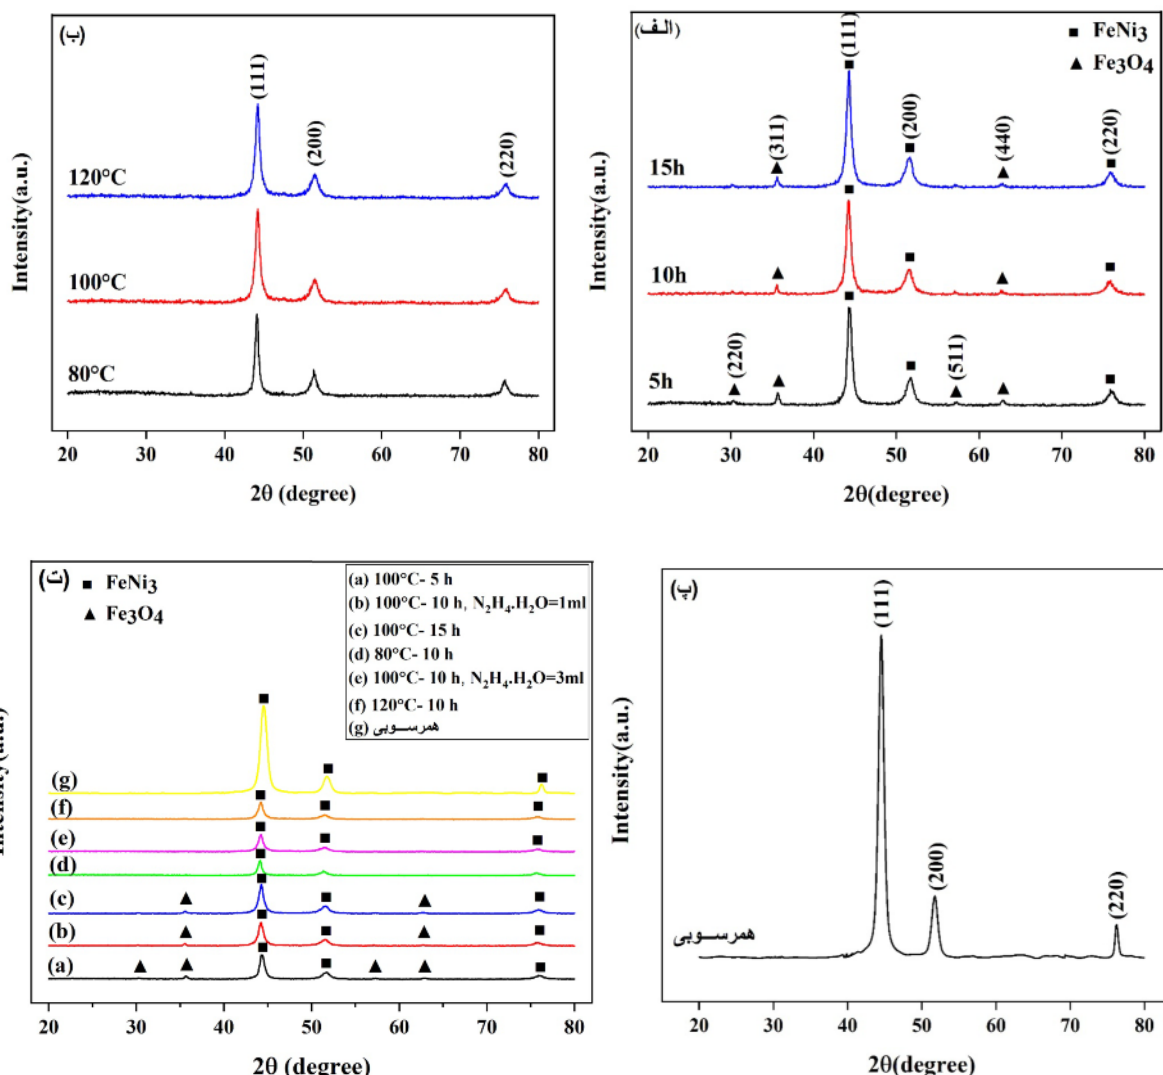 (ب)
(111)
(200)
(220)
120°C
100°C
80°C
Intensity(a.u.)
20 30 40 50 60 70 80
2θ (degree)
(الف)
■ FeNi3
▲ Fe3O4
(311)
(111)
(200)
(440)
(220)
15h
10h
5h
(220)
(511)
Intensity(a.u.)
20 30 40 50 60 70 80
2θ(degree)
(ت)
■ FeNi3
▲ Fe3O4
(a) 100°C- 5 h
(b) 100°C- 10 h, N2H4.H2O=1ml
(c) 100°C- 15 h
(d) 80°C- 10 h
(e) 100°C- 10 h, N2H4.H2O=3ml
(f) 120°C- 10 h
(g) همرسوبی
(g)
(f)
(e)
(d)
(c)
(b)
(a)
Intensity(a.u.)
20 30 40 50 60 70 80
2θ (degree)
(پ)
(111)
(200)
(220)
همرسوبی
Intensity(a.u.)
20 30 40 50 60 70 80
2θ(degree)